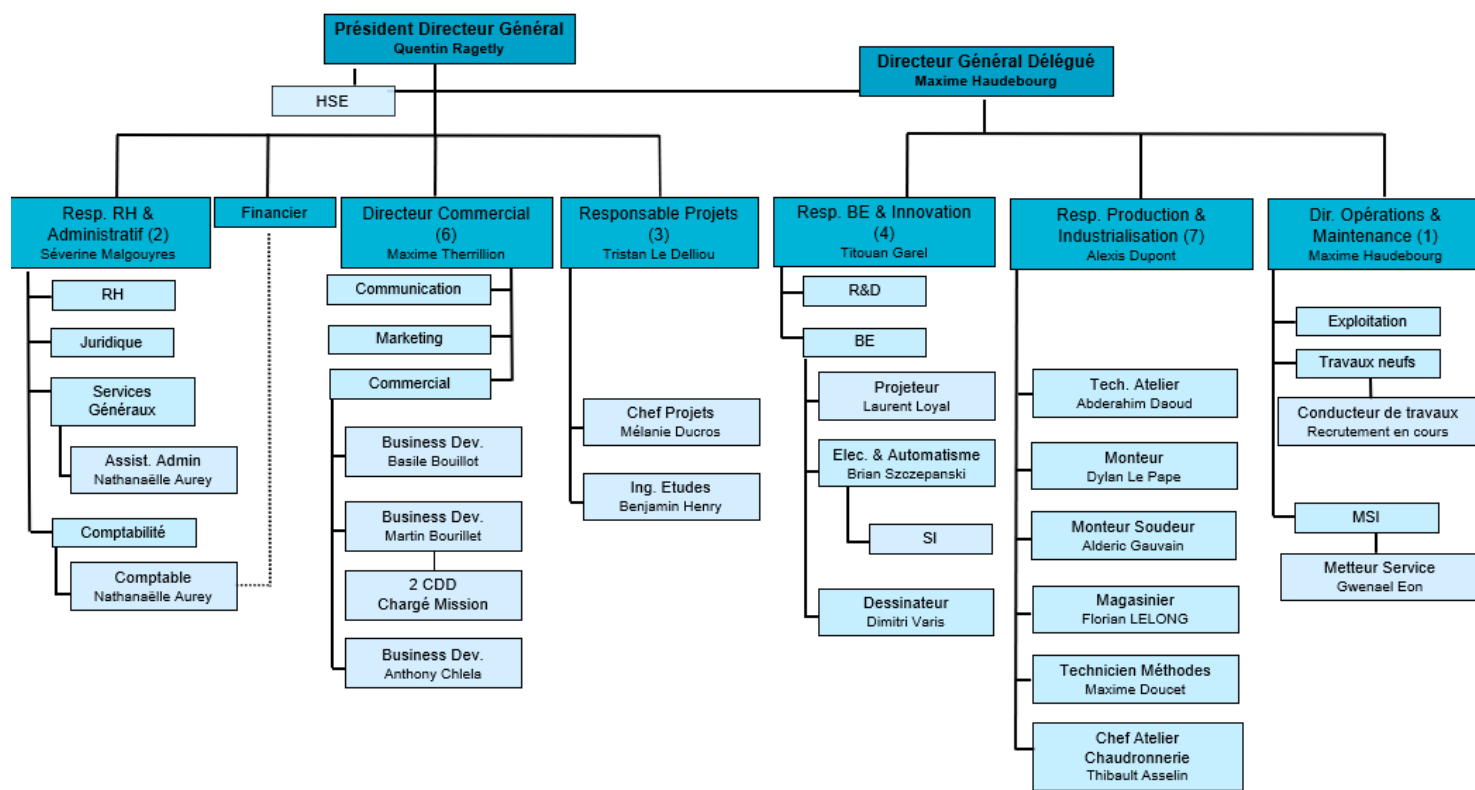 Président Directeur Général
Quentin Ragetly
Directeur Général Délégué
Maxime Haudebourg
HSE
Resp. RH &
Administratif (2)
Séverine Malgouyres
RH
Juridique
Services
Généraux
Assist. Admin
Nathanaëlle Aurey
Comptabilité
Comptable
Nathanaëlle Aurey
Financier
Directeur Commercial
(6)
Maxime Therrillion
Communication
Marketing
Commercial
Business Dev.
Basile Bouillot
Business Dev.
Martin Bourillet
2 CDD
Chargé Mission
Business Dev.
Anthony Chlela
Responsable Projets
(3)
Tristan Le Delliou
Chef Projets
Mélanie Ducros
Ing. Etudes
Benjamin Henry
Resp. BE & Innovation
(4)
Titouan Garel
R&D
BE
Projeteur
Laurent Loyal
Elec. & Automatisme
Brian Szczepanski
SI
Dessinateur
Dimitri Varis
Resp. Production &
Industrialisation (7)
Alexis Dupont
Tech. Atelier
Abderahim Daoud
Monteur
Dylan Le Pape
Monteur Soudeur
Alderic Gauvain
Magasinier
Florian LELONG
Technicien Méthodes
Maxime Doucet
Chef Atelier
Chaudronnerie
Thibault Asselin
Dir. Opérations &
Maintenance (1)
Maxime Haudebourg
Exploitation
Travaux neufs
Conducteur de travaux
Recrutement en cours
MSI
Metteur Service
Gwenael Eon